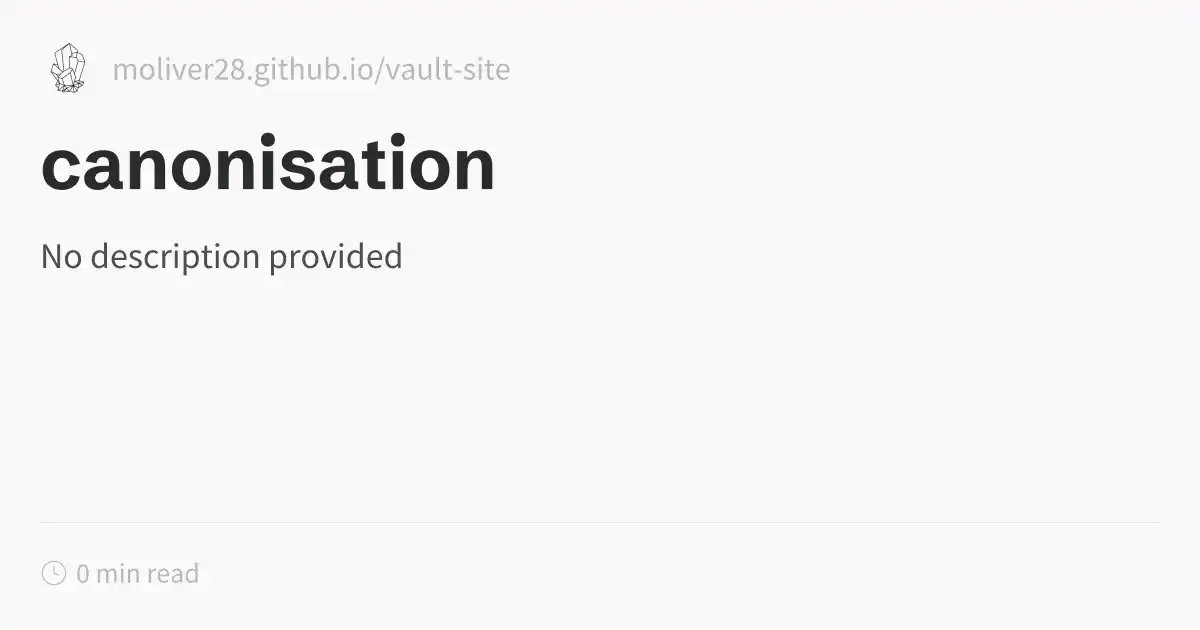 moliver28.github.io/vault-site
canonisation
No description provided
0 min read